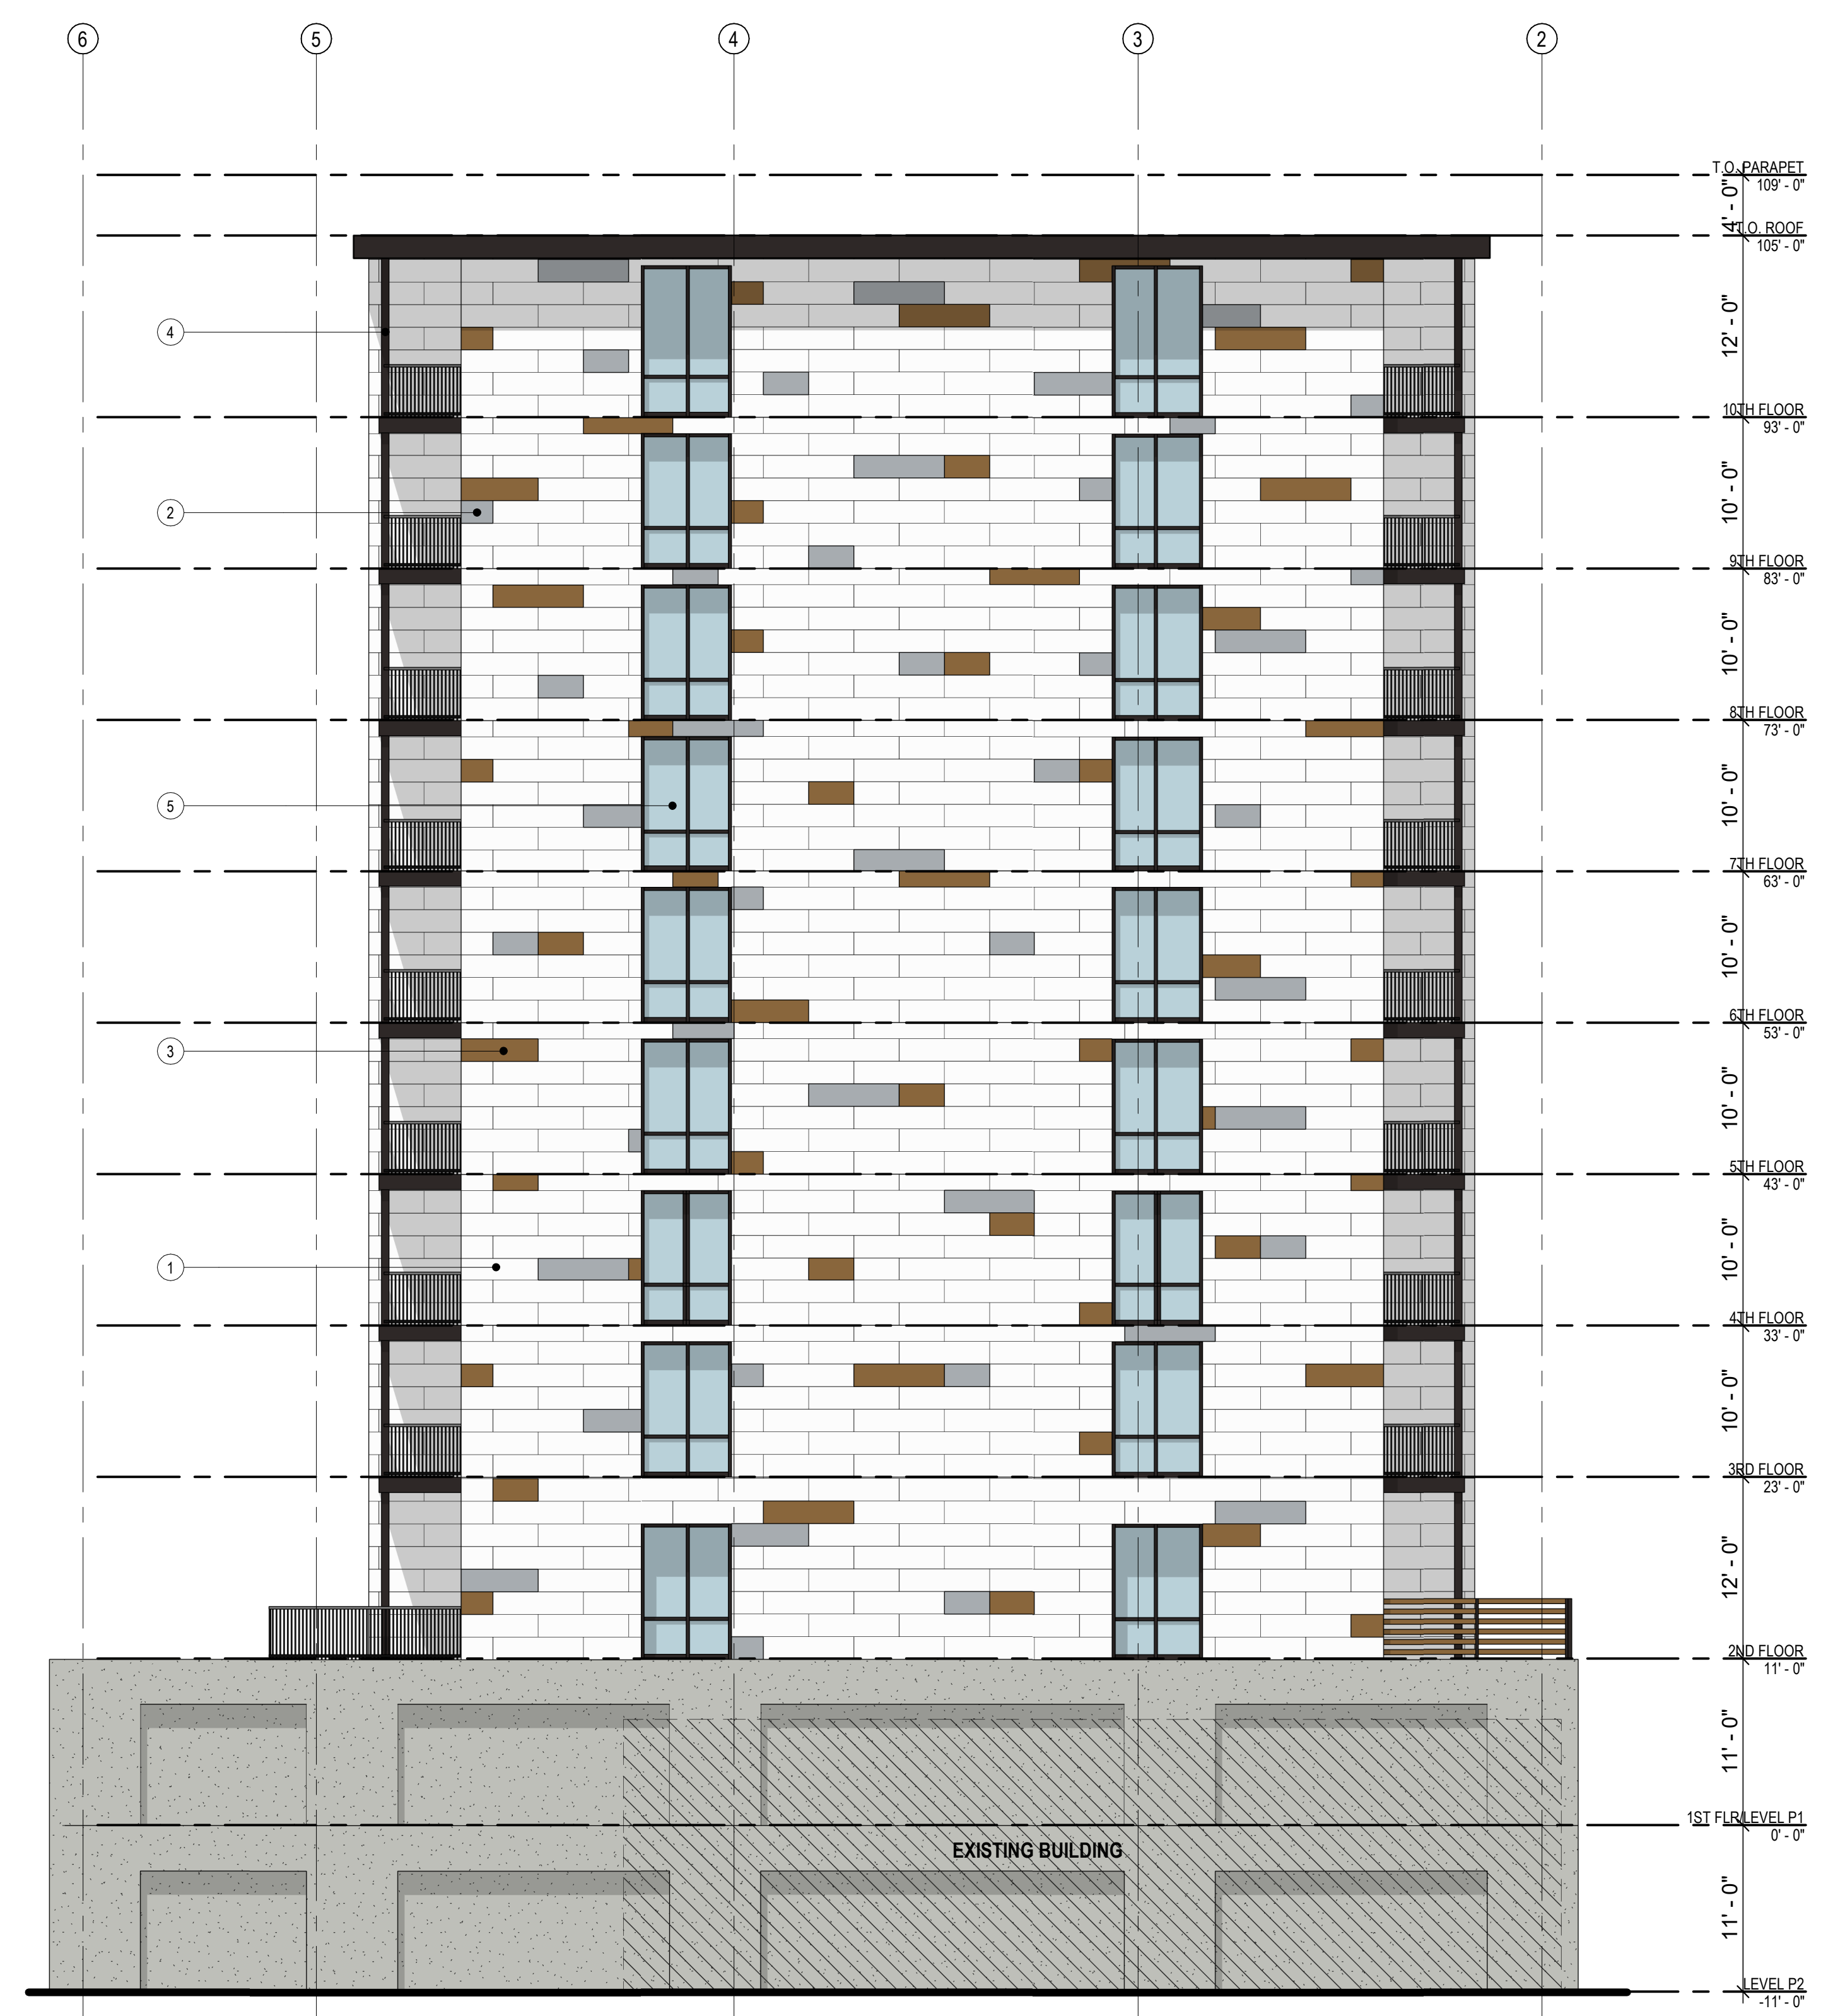 6 5 4 3 2
T.O. PARAPET
109' - 0"
4' - 0"
T.O. ROOF
105' - 0"
12' - 0"
4
10TH FLOOR
93' - 0"
10' - 0"
2
9TH FLOOR
83' - 0"
10' - 0"
8TH FLOOR
73' - 0"
10' - 0"
5
7TH FLOOR
63' - 0"
10' - 0"
6TH FLOOR
53' - 0"
3
10' - 0"
5TH FLOOR
43' - 0"
10' - 0"
1
4TH FLOOR
33' - 0"
10' - 0"
3RD FLOOR
23' - 0"
12' - 0"
2ND FLOOR
11' - 0"
11' - 0"
1ST FLR/LEVEL P1
0' - 0"
EXISTING BUILDING
11' - 0"
LEVEL P2
-11' - 0"